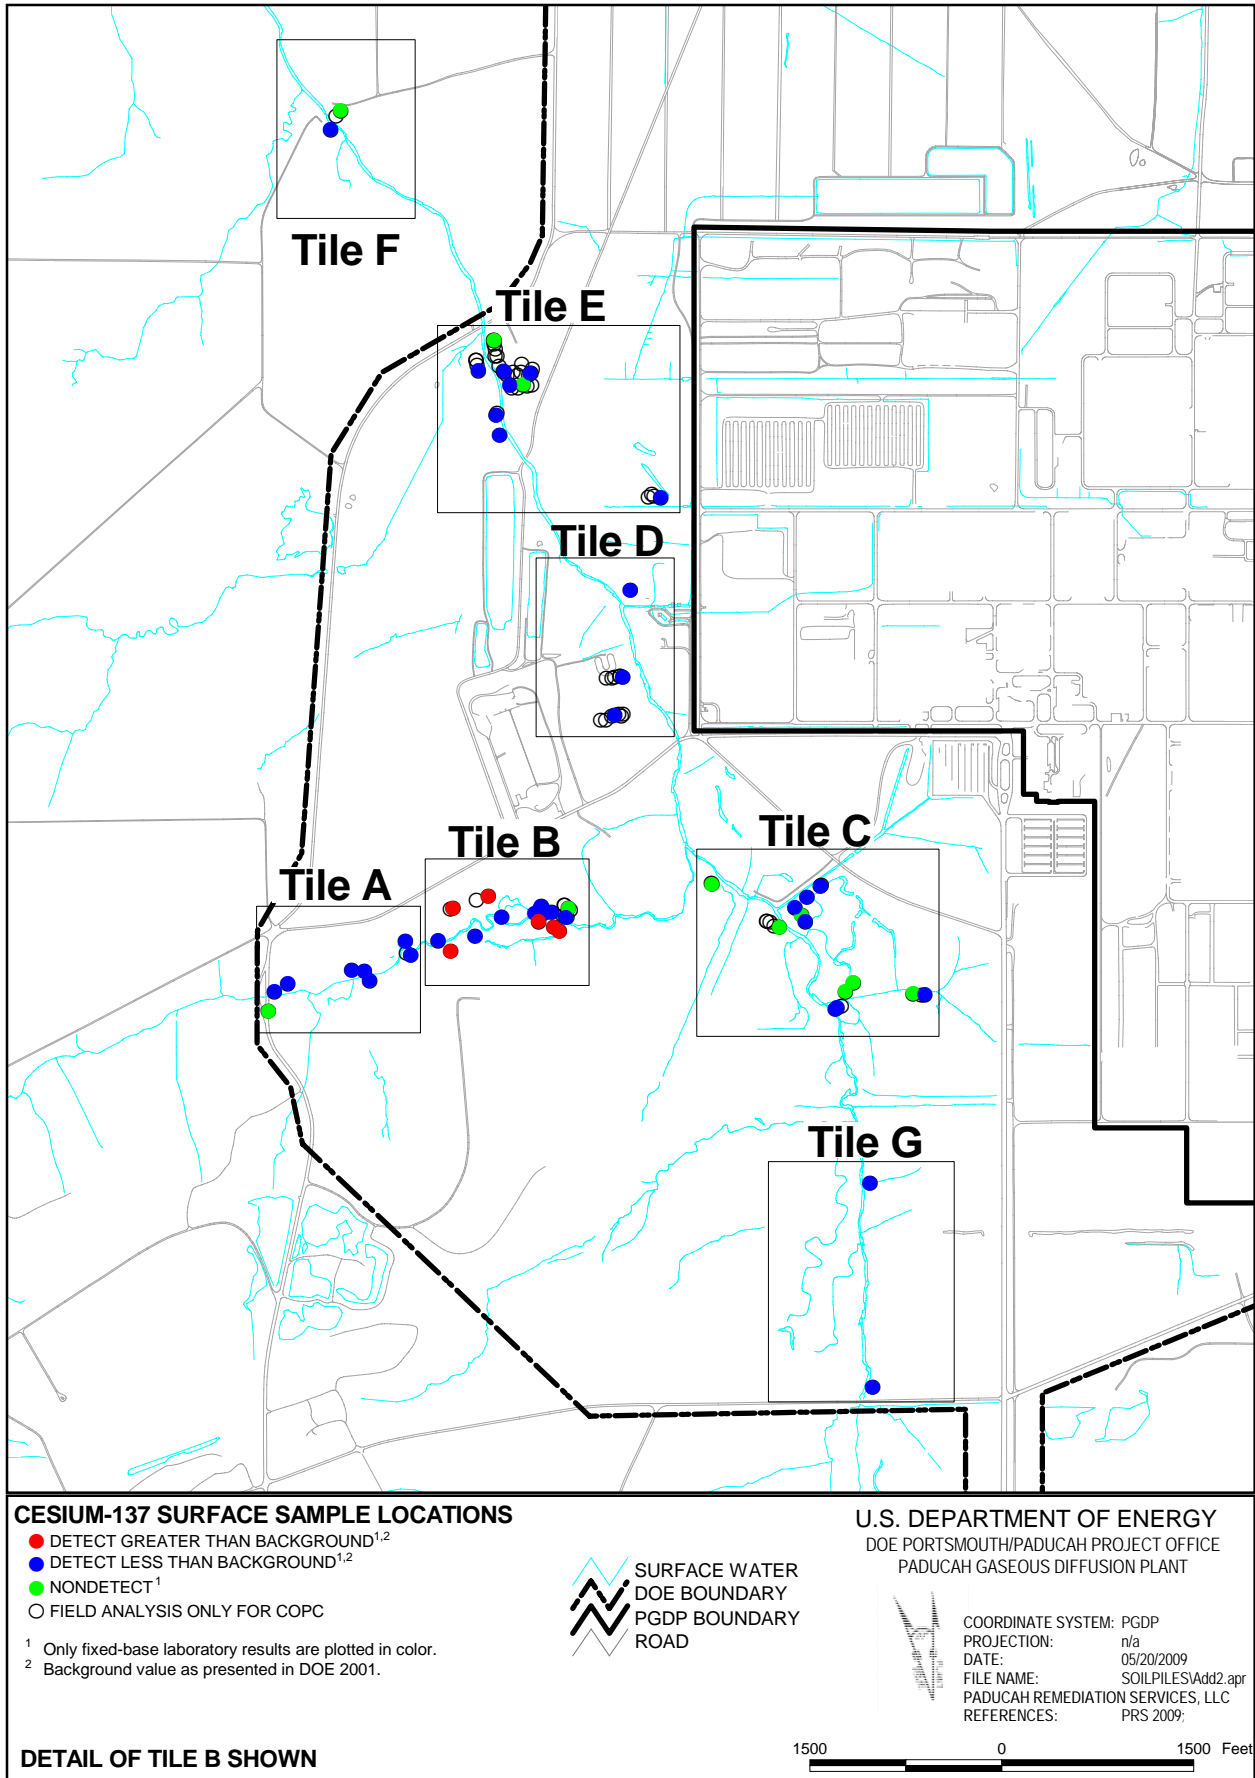 Tile F
Tile E
Tile D
Tile C
Tile B
Tile A
Tile G
CESIUM-137 SURFACE SAMPLE LOCATIONS
DETECT GREATER THAN BACKGROUND1,2
DETECT LESS THAN BACKGROUND1,2
NONDETECT1
FIELD ANALYSIS ONLY FOR COPC
1 Only fixed-base laboratory results are plotted in color.
2 Background value as presented in DOE 2001.
DETAIL OF TILE B SHOWN
SURFACE WATER
DOE BOUNDARY
PGDP BOUNDARY
ROAD
U.S. DEPARTMENT OF ENERGY
DOE PORTSMOUTH/PADUCAH PROJECT OFFICE
PADUCAH GASEOUS DIFFUSION PLANT
COORDINATE SYSTEM: PGDP
PROJECTION: n/a
DATE: 05/20/2009
FILE NAME: SOILPILES\Add2.apr
PADUCAH REMEDIATION SERVICES, LLC
REFERENCES: PRS 2009;
1500 0 1500 Feet